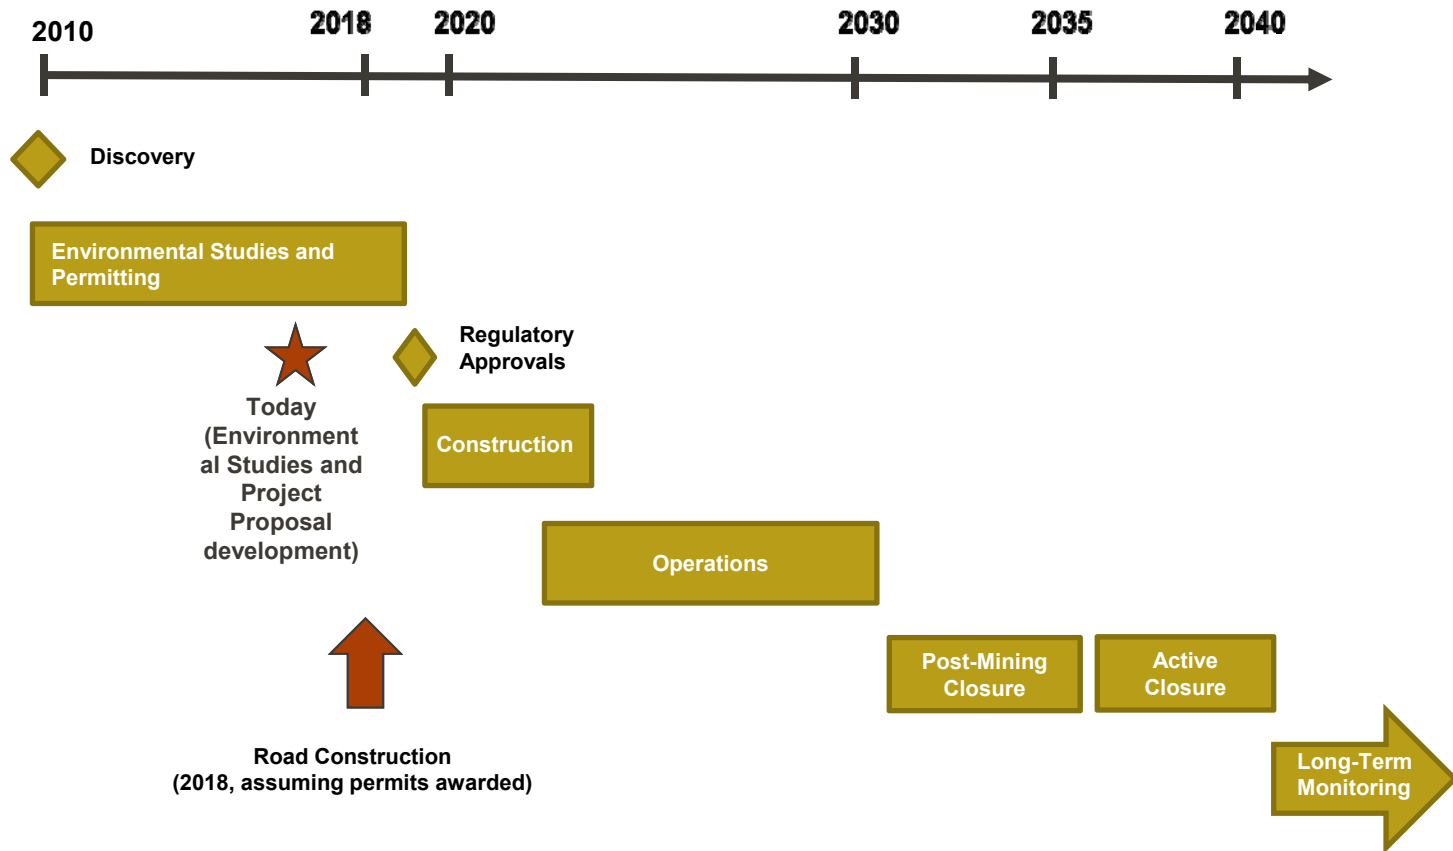 2010
2018
2020
2030
2035
2040
Discovery
Environmental Studies and
Permitting
Regulatory
Approvals
Today
(Environment
al Studies and
Project
Proposal
development)
Construction
Operations
Post-Mining
Closure
Active
Closure
Road Construction
(2018, assuming permits awarded)
Long-Term
Monitoring